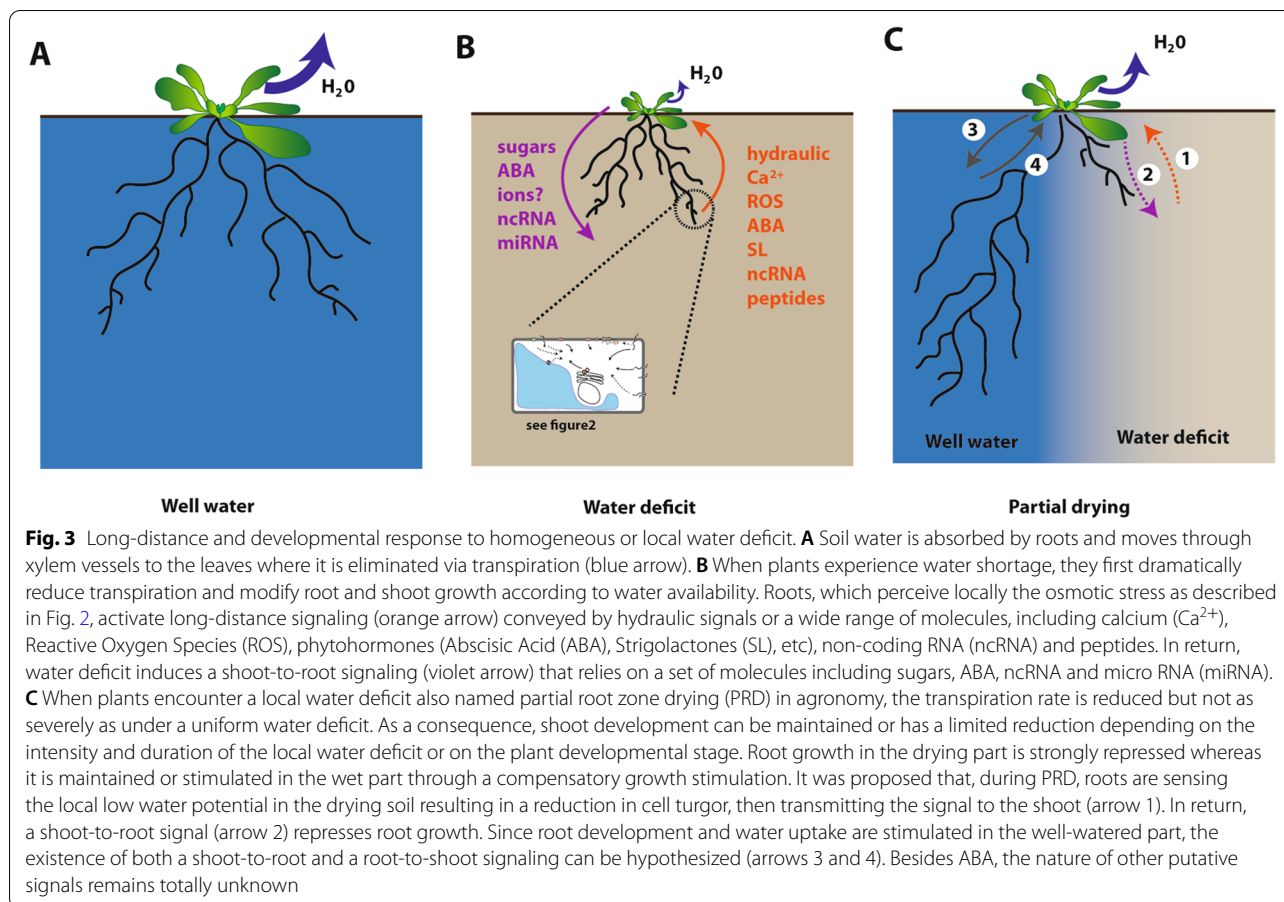 A
H₂0
B
H₂0
C
H₂0
sugars
ABA
ions?
ncRNA
miRNA
hydraulic
Ca²⁺
ROS
ABA
SL
ncRNA
peptides
see figure2
3
4
2
1
Well water
Water deficit
Well water
Water deficit
Partial drying
Fig. 3 Long-distance and developmental response to homogeneous or local water deficit. A Soil water is absorbed by roots and moves through
xylem vessels to the leaves where it is eliminated via transpiration (blue arrow). B When plants experience water shortage, they first dramatically
reduce transpiration and modify root and shoot growth according to water availability. Roots, which perceive locally the osmotic stress as described
in Fig. 2, activate long-distance signaling (orange arrow) conveyed by hydraulic signals or a wide range of molecules, including calcium (Ca²⁺),
Reactive Oxygen Species (ROS), phytohormones (Abscisic Acid (ABA), Strigolactones (SL), etc), non-coding RNA (ncRNA) and peptides. In return,
water deficit induces a shoot-to-root signaling (violet arrow) that relies on a set of molecules including sugars, ABA, ncRNA and micro RNA (miRNA).
C When plants encounter a local water deficit also named partial root zone drying (PRD) in agronomy, the transpiration rate is reduced but not as
severely as under a uniform water deficit. As a consequence, shoot development can be maintained or has a limited reduction depending on the
intensity and duration of the local water deficit or on the plant developmental stage. Root growth in the drying part is strongly repressed whereas
it is maintained or stimulated in the wet part through a compensatory growth stimulation. It was proposed that, during PRD, roots are sensing
the local low water potential in the drying soil resulting in a reduction in cell turgor, then transmitting the signal to the shoot (arrow 1). In return,
a shoot-to-root signal (arrow 2) represses root growth. Since root development and water uptake are stimulated in the well-watered part, the
existence of both a shoot-to-root and a root-to-shoot signaling can be hypothesized (arrows 3 and 4). Besides ABA, the nature of other putative
signals remains totally unknown